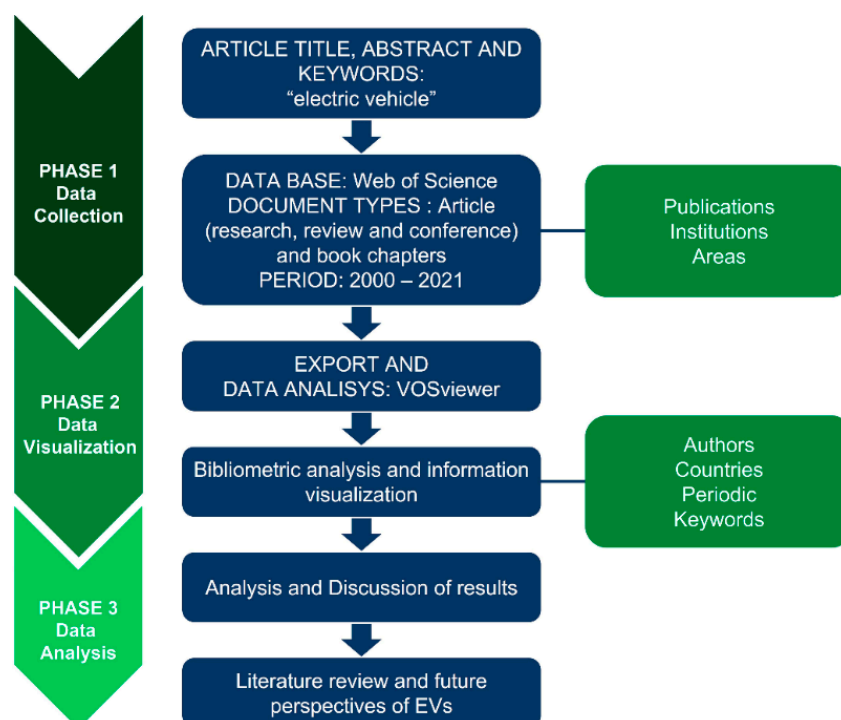 PHASE 1
Data
Collection
ARTICLE TITLE, ABSTRACT AND
KEYWORDS:
“electric vehicle”
DATA BASE: Web of Science
DOCUMENT TYPES : Article
(research, review and conference)
and book chapters
PERIOD: 2000 – 2021
Publications
Institutions
Areas
PHASE 2
Data
Visualization
EXPORT AND
DATA ANALISYS: VOSviewer
Bibliometric analysis and information
visualization
Authors
Countries
Periodic
Keywords
PHASE 3
Data
Analysis
Analysis and Discussion of results
Literature review and future
perspectives of EVs